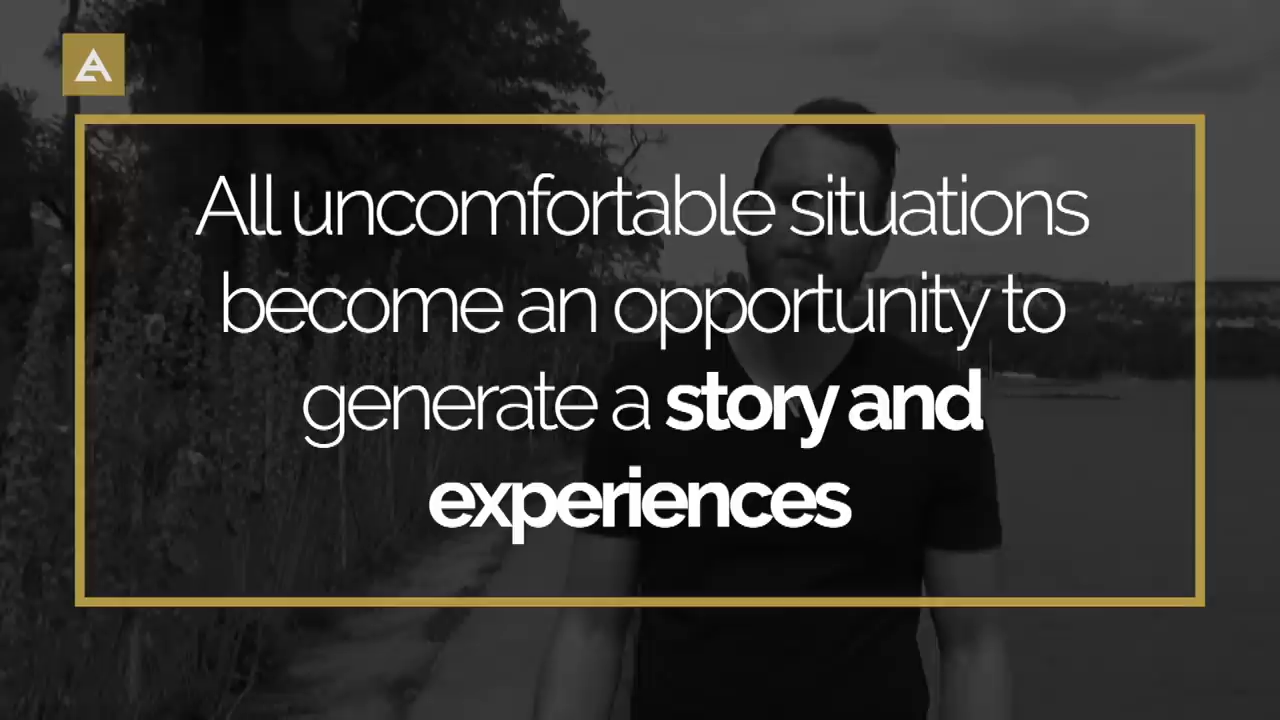 All uncomfortable situations
become an opportunity to
generate a story and
experiences